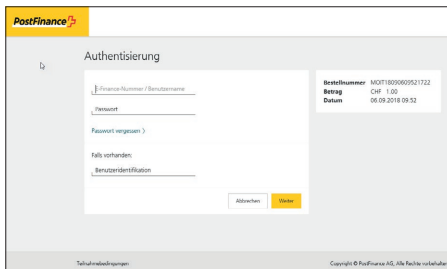 PostFinance
Authentisierung
E-Finance-Nummer / Benutzername
Passwort
Passwort vergessen >
Falls vorhanden:
Benutzeridentifikation
Abbrechen
Weiter
Bestellnummer MOIT18090609521722
Betrag CHF 1.00
Datum 06.09.2018 09:52
Teilnahmebedingungen
Copyright © PostFinance AG, Alle Rechte vorbehalten